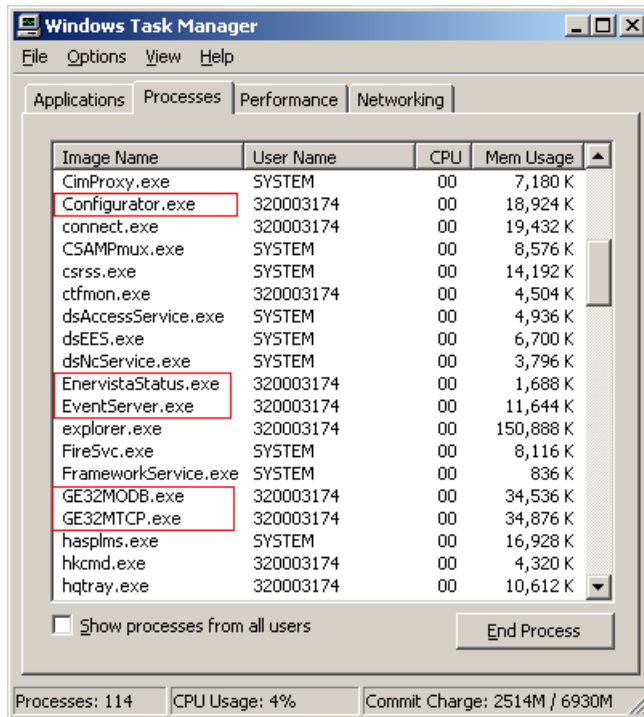 Windows Task Manager
File Options View Help
Applications Processes Performance Networking
Image Name User Name CPU Mem Usage
CimProxy.exe SYSTEM 00 7,180 K
Configurator.exe 320003174 00 18,924 K
connect.exe 320003174 00 19,432 K
CSAMPmux.exe SYSTEM 00 8,576 K
csrss.exe SYSTEM 00 14,192 K
ctfmon.exe 320003174 00 4,504 K
dsAccessService.exe SYSTEM 00 4,936 K
dsEES.exe SYSTEM 00 6,700 K
dsNcService.exe SYSTEM 00 3,796 K
EnervistaStatus.exe 320003174 00 1,688 K
EventServer.exe 320003174 00 11,644 K
explorer.exe 320003174 00 150,888 K
FireSvc.exe SYSTEM 00 8,116 K
FrameworkService.exe SYSTEM 00 836 K
GE32MODB.exe 320003174 00 34,536 K
GE32MTCP.exe 320003174 00 34,876 K
hasplms.exe SYSTEM 00 16,928 K
hkcmd.exe 320003174 00 4,320 K
hqtray.exe 320003174 00 10,612 K
Show processes from all users End Process
Processes: 114 CPU Usage: 4% Commit Charge: 2514M / 6930M